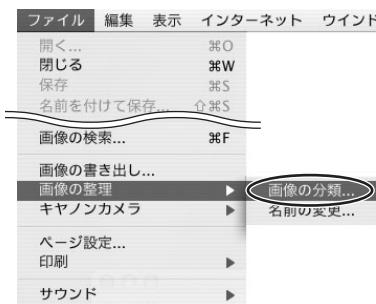 ファイル 編集 表示 インターネット ウインド
開く... ⌘O
閉じる ⌘W
保存 ⌘S
名前を付けて保存... ⇧⌘S
画像の検索... ⌘F
画像の書き出し...
画像の整理 ▶ 画像の分類...
キヤノンカメラ ▶ 名前の変更...
ページ設定...
印刷 ▶
サウンド ▶